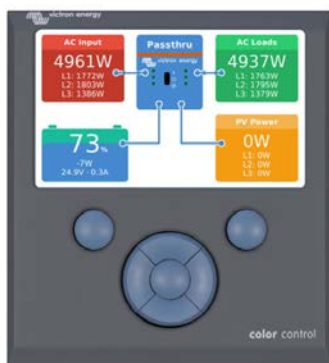 victron energy
AC Input
4961W
L1: 1772W
L2: 1803W
L3: 1386W
Passthru
victron energy
AC Loads
4937W
L1: 1763W
L2: 1795W
L3: 1379W
73%
-7W
24.9V · 0.3A
PV Power
0W
L1: 0W
L2: 0W
L3: 0W
color control